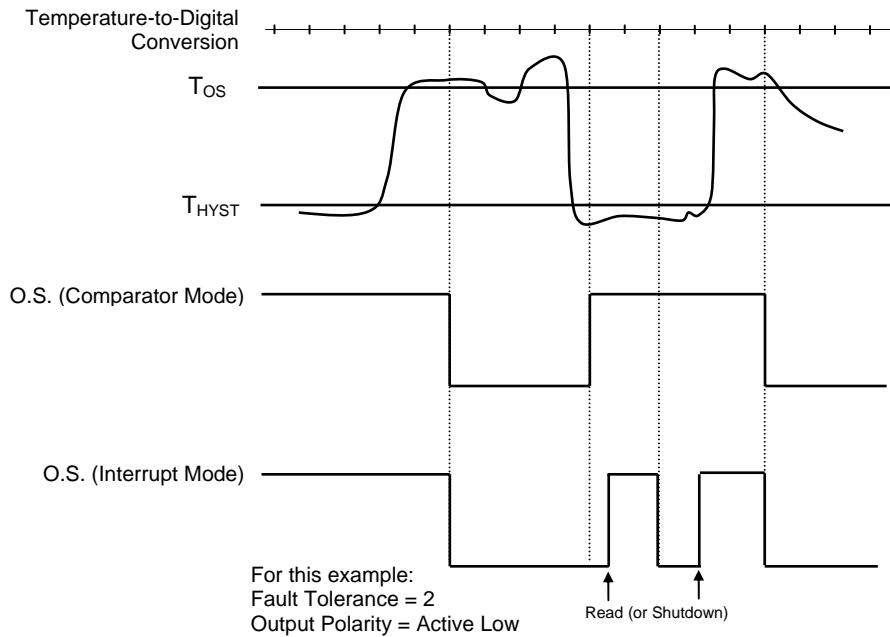 Temperature-to-Digital
Conversion
TOS
THYST
O.S. (Comparator Mode)
O.S. (Interrupt Mode)
For this example:
Fault Tolerance = 2
Output Polarity = Active Low
Read (or Shutdown)